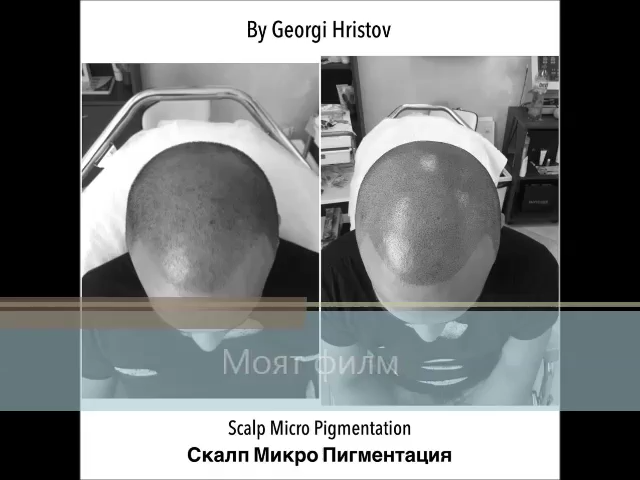 By Georgi Hristov
Моят филм
Scalp Micro Pigmentation
Скалп Микро Пигментация